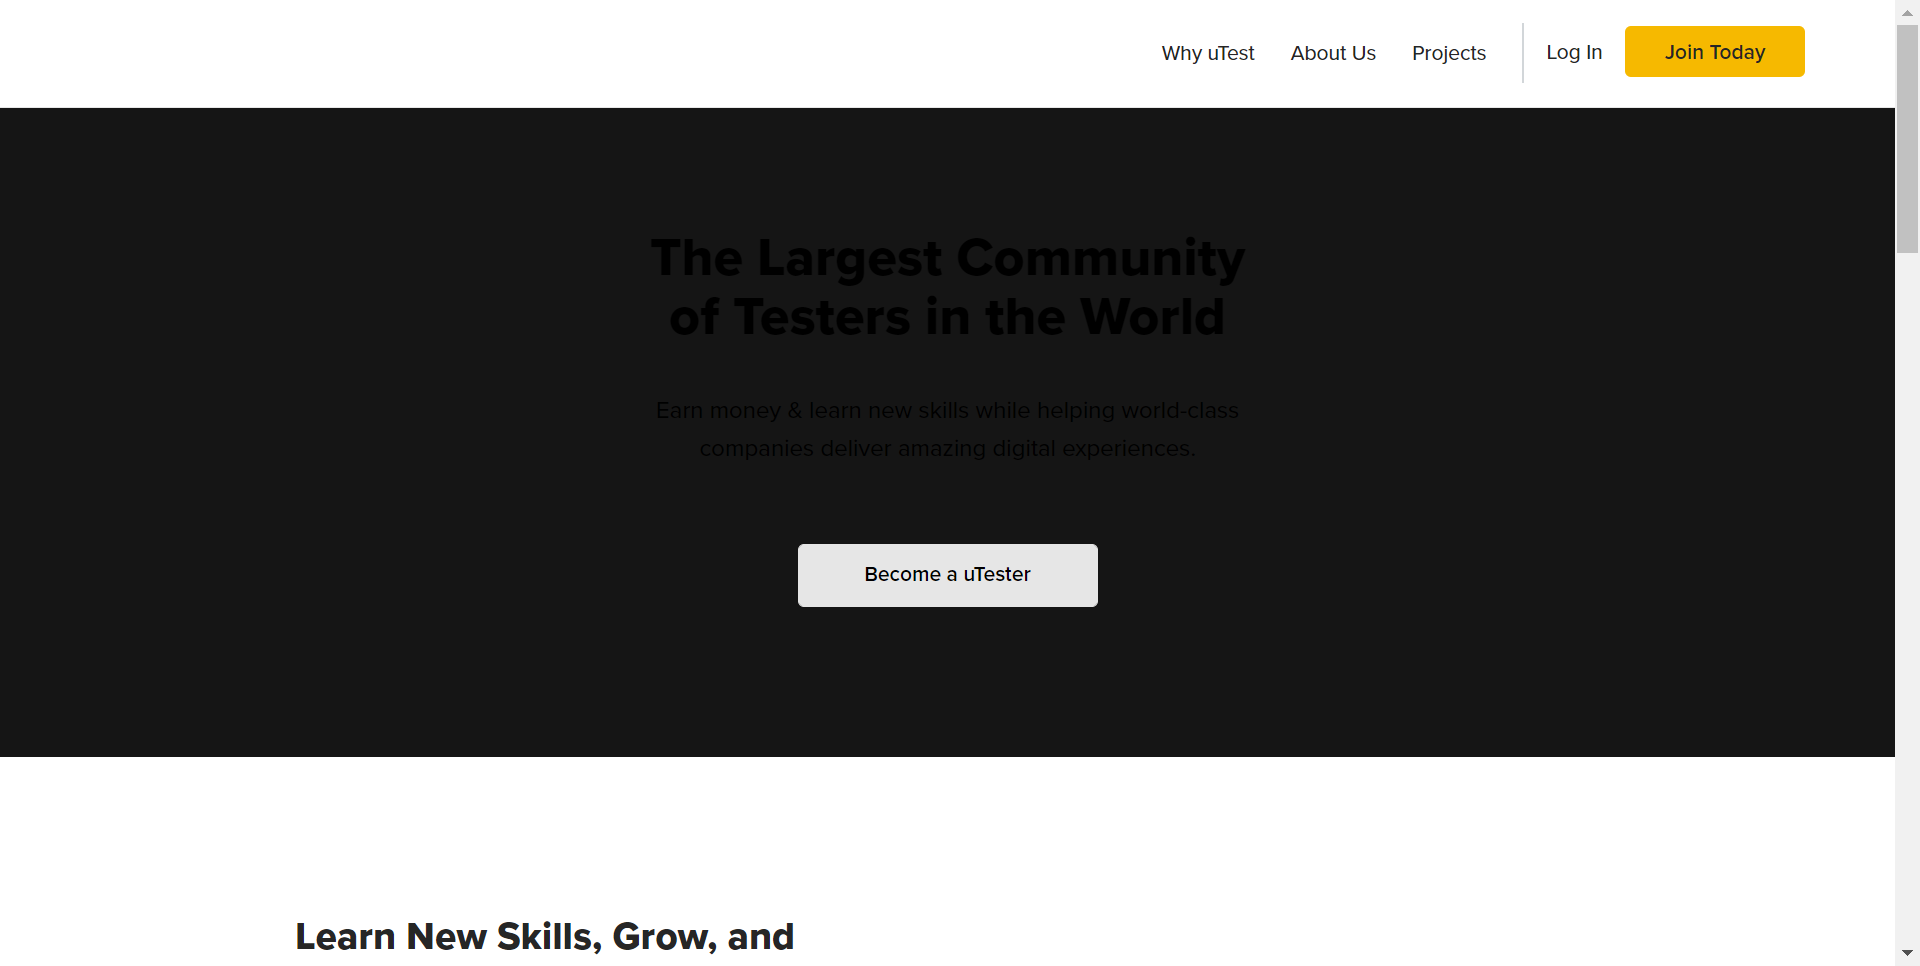 Why uTest About Us Projects Log In Join Today
The Largest Community
of Testers in the World
Earn money & learn new skills while helping world-class
companies deliver amazing digital experiences.
Become a uTester
Learn New Skills, Grow, and